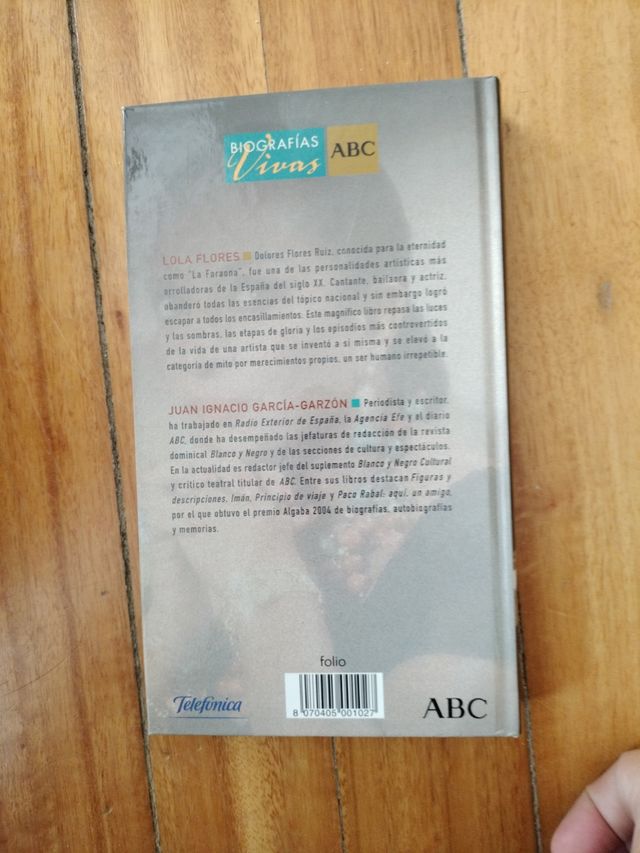 BIOGRAFÍAS
Vivas
ABC
LOLA FLORES ■ Dolores Flores Ruiz, conocida para la eternidad
como "La Faraona", fue una de las personalidades artísticas más
arrolladoras de la España del siglo XX. Cantante, bailaora y actriz,
abanderó todas las esencias del tópico nacional y sin embargo logró
escapar a todos los encasillamientos. Este magnífico libro repasa las luces
y las sombras, las etapas de gloria y los episodios más controvertidos
de la vida de una artista que se inventó a sí misma y se elevó a la
categoría de mito por merecimientos propios, un ser humano irrepetible.
JUAN IGNACIO GARCÍA-GARZÓN ■ Periodista y escritor,
ha trabajado en Radio Exterior de España, la Agencia Efe y el diario
ABC, donde ha desempeñado las jefaturas de redacción de la revista
dominical Blanco y Negro y de las secciones de cultura y espectáculos.
En la actualidad es redactor jefe del suplemento Blanco y Negro Cultural
y crítico teatral titular de ABC. Entre sus libros destacan Figuras y
descripciones, Imán, Principio de viaje y Paco Rabal: aquí, un amigo,
por el que obtuvo el premio Algaba 2004 de biografías, autobiografías
y memorias.
folio
8 070405 001027
Telefónica
ABC